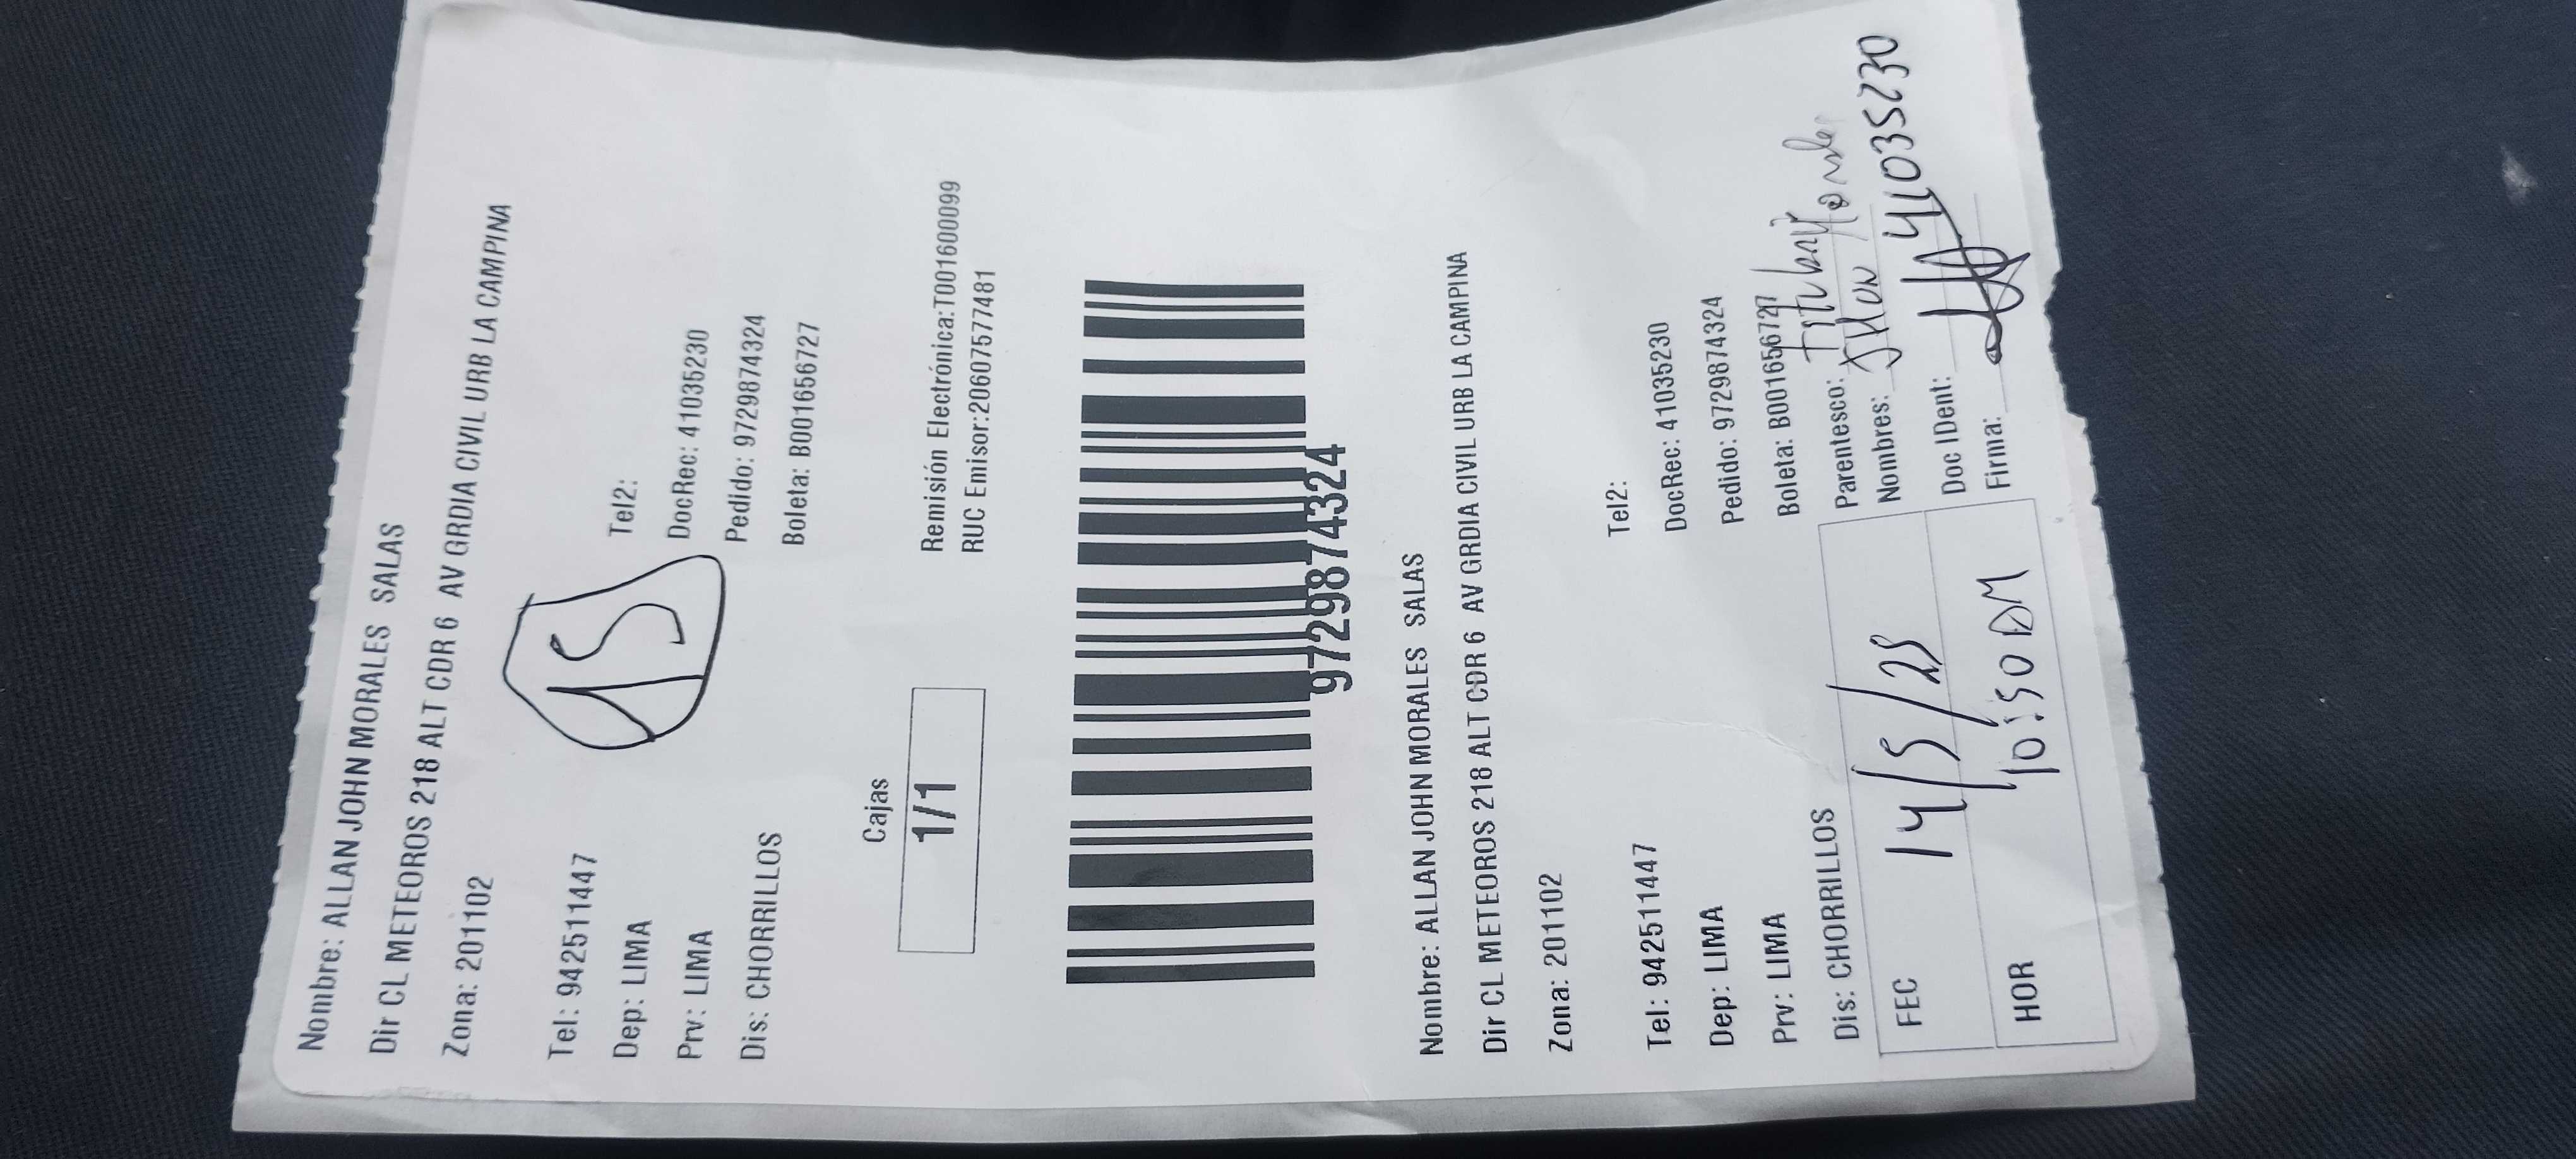 Nombre: ALLAN JOHN MORALES SALAS
Dir CL METEOROS 218 ALT CDR 6 AV GRDIA CIVIL URB LA CAMPINA
Zona: 201102
15
Tel: 942511447 Tel2:
Dep: LIMA DocRec: 41035230
Prv: LIMA Pedido: 9729874324
Dis: CHORRILLOS Boleta: B001656727
Cajas
1/1
Remisión Electrónica:T001600099
RUC Emisor:20607577481
9729874324
Nombre: ALLAN JOHN MORALES SALAS
Dir CL METEOROS 218 ALT CDR 6 AV GRDIA CIVIL URB LA CAMPINA
Zona: 201102
Tel: 942511447 Tel2:
Dep: LIMA DocRec: 41035230
Prv: LIMA Pedido: 9729874324
Dis: CHORRILLOS Boleta: B001656727
FEC 14/5/25
HOR 10:50 AM
Parentesco: Titular
Nombres: JHON Morales
Doc IDent: 41035230
Firma: